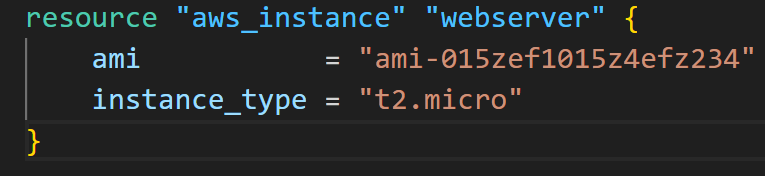 resource "aws_instance" "webserver" {
    ami           = "ami-015zef1015z4efz234"
    instance_type = "t2.micro"
}